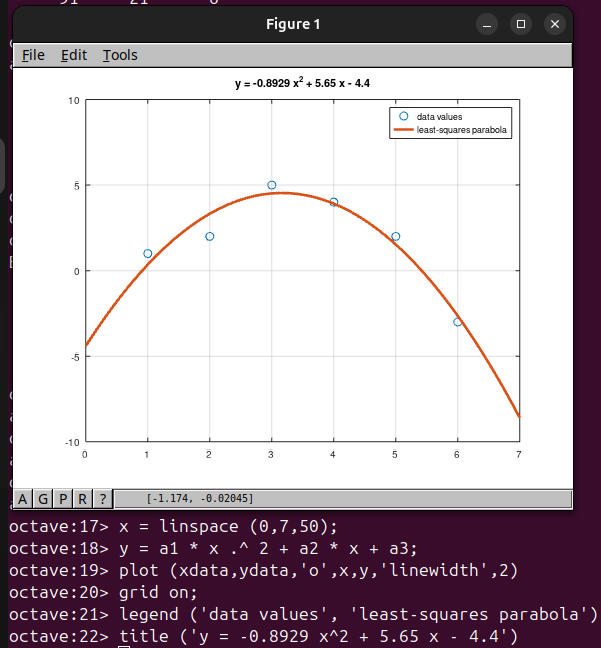 91 21 6
Figure 1
File Edit Tools
y = -0.8929 x² + 5.65 x - 4.4
data values
least-squares parabola
10
5
0
-5
-10
0 1 2 3 4 5 6 7
A G P R ? [-1.174, -0.02045]
octave:17> x = linspace (0,7,50);
octave:18> y = a1 * x .^ 2 + a2 * x + a3;
octave:19> plot (xdata,ydata,'o',x,y,'linewidth',2)
octave:20> grid on;
octave:21> legend ('data values', 'least-squares parabola')
octave:22> title ('y = -0.8929 x^2 + 5.65 x - 4.4')